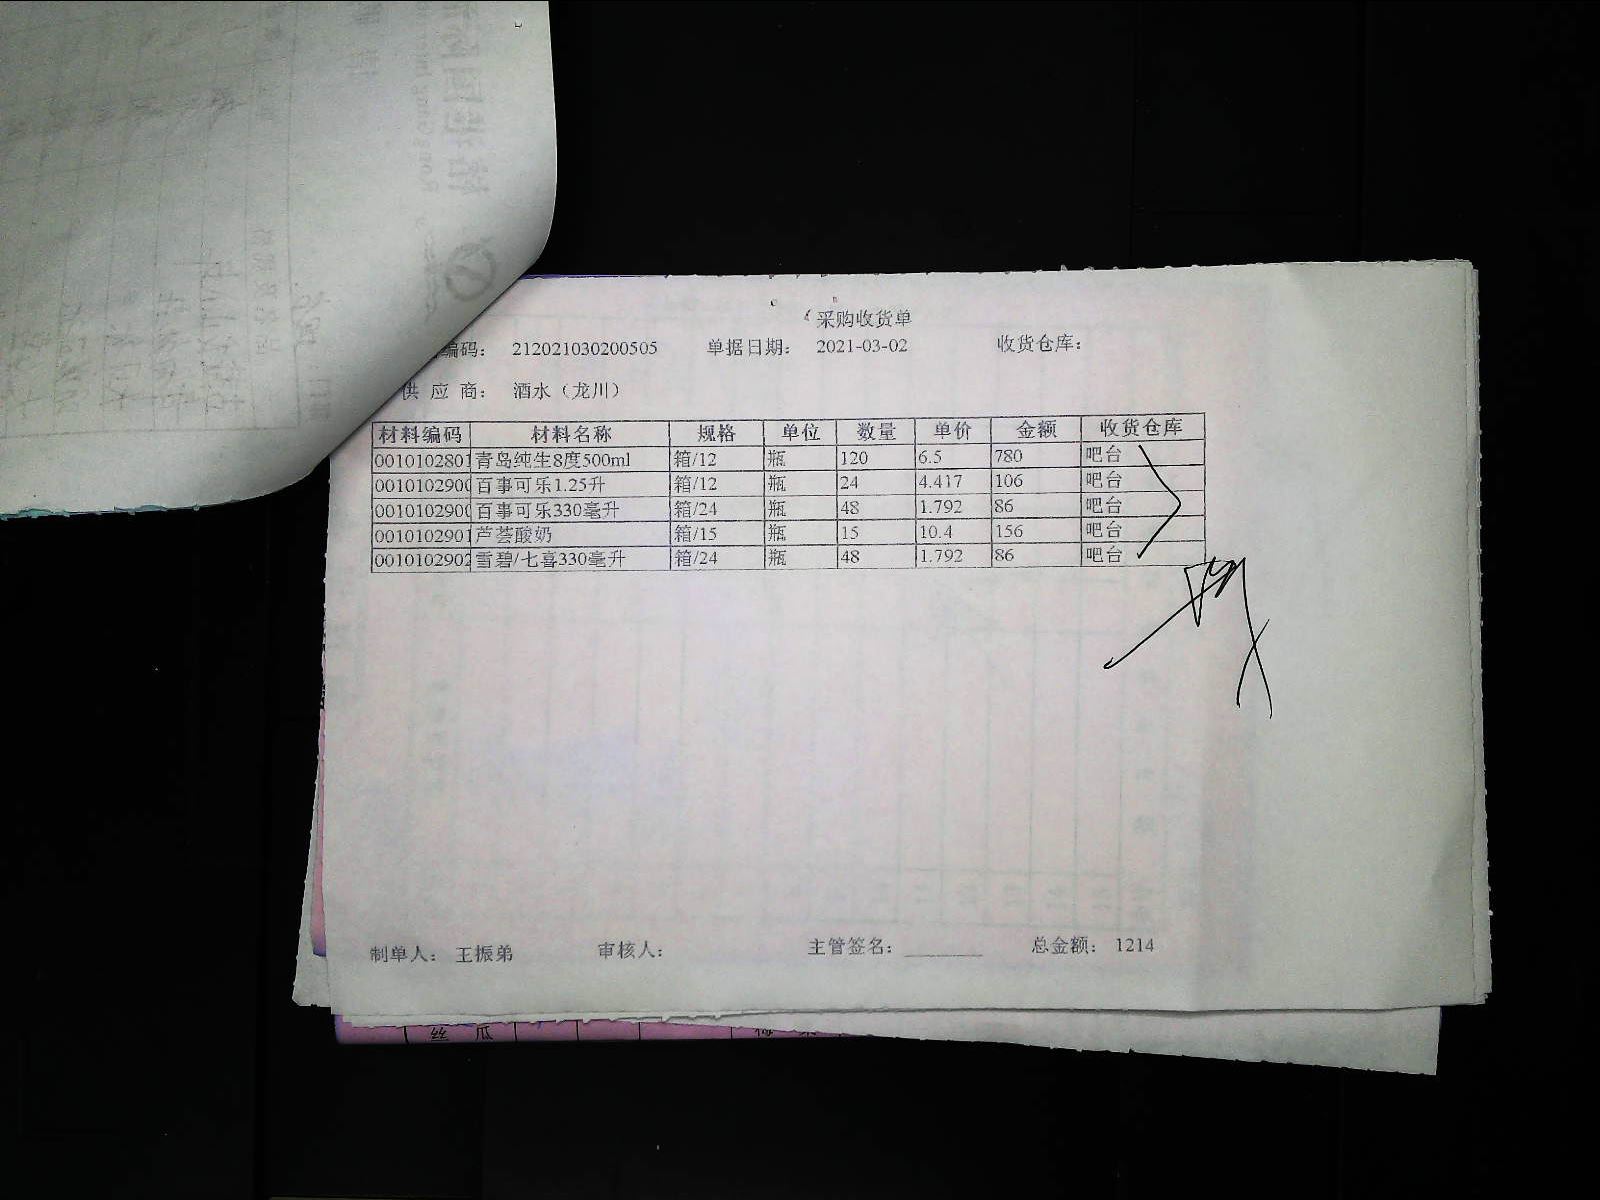 采购收货单
编码： 212021030200505 单据日期： 2021-03-02 收货仓库：
供 应 商： 酒水（龙川）
材料编码 材料名称 规格 单位 数量 单价 金额 收货仓库
0010102801 青岛纯生8度500ml 箱/12 瓶 120 6.5 780 吧台
001010290 百事可乐1.25升 箱/12 瓶 24 4.417 106 吧台
001010290 百事可乐330毫升 箱/24 瓶 48 1.792 86 吧台
0010102901 芦荟酸奶 箱/15 瓶 15 10.4 156 吧台
0010102902 雪碧/七喜330毫升 箱/24 瓶 48 1.792 86 吧台
制单人： 王振弟 审核人： 主管签名： ________ 总金额： 1214
丝 瓜